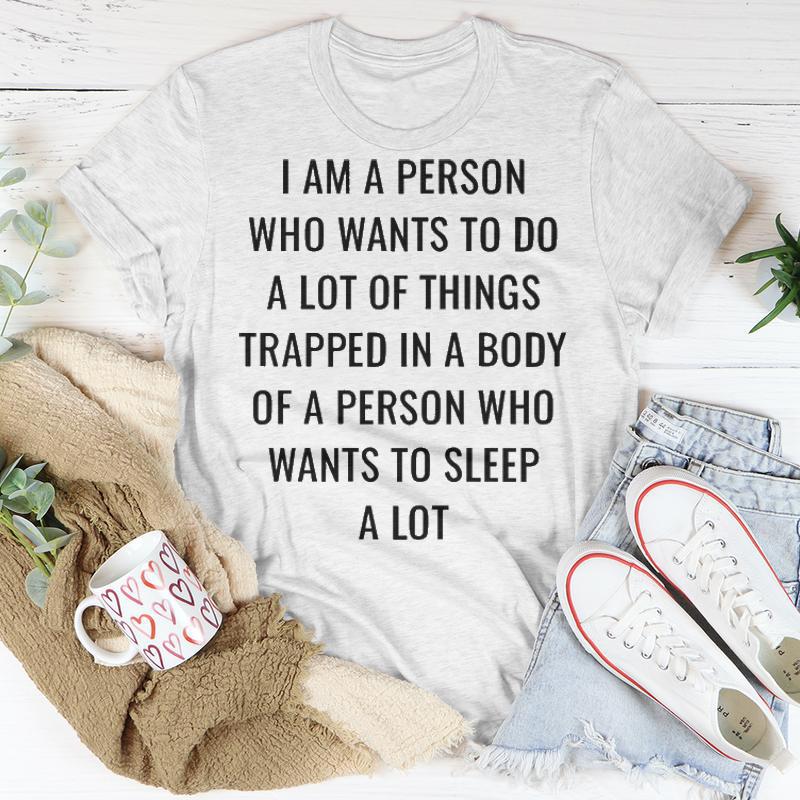 I AM A PERSON
WHO WANTS TO DO
A LOT OF THINGS
TRAPPED IN A BODY
OF A PERSON WHO
WANTS TO SLEEP
A LOT